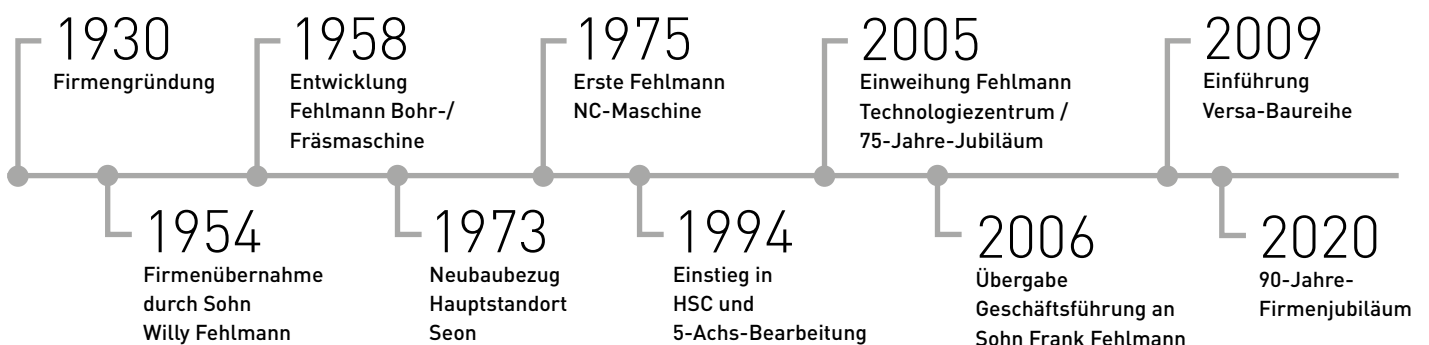 1930
Firmengründung
1954
Firmenübernahme
durch Sohn
Willy Fehlmann
1958
Entwicklung
Fehlmann Bohr-/
Fräsmaschine
1973
Neubaubezug
Hauptstandort
Seon
1975
Erste Fehlmann
NC-Maschine
1994
Einstieg in
HSC und
5-Achs-Bearbeitung
2005
Einweihung Fehlmann
Technologiezentrum /
75-Jahre-Jubiläum
2006
Übergabe
Geschäftsführung an
Sohn Frank Fehlmann
2009
Einführung
Versa-Baureihe
2020
90-Jahre-
Firmenjubiläum